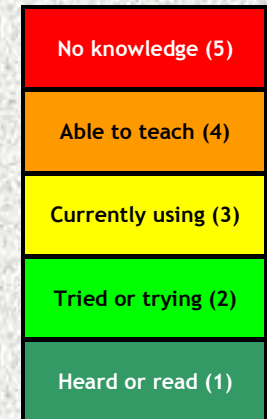 No knowledge (5)
Able to teach (4)
Currently using (3)
Tried or trying (2)
Heard or read (1)